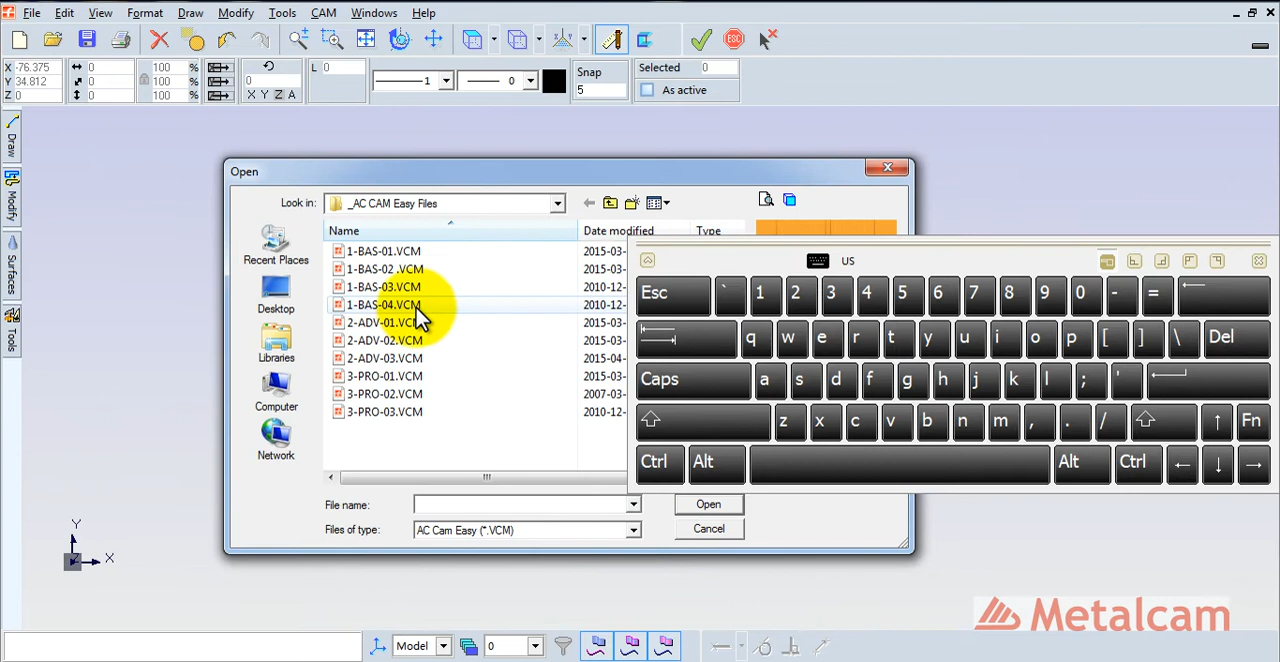 File Edit View Format Draw Modify Tools CAM Windows Help
ESC
X -76.375 0 100 % L 0 1 0 Snap Selected 0
Y 34.812 0 100 % 0 5 As active
Z 0 0 100 % X Y Z A
Draw
Modify
Surfaces
Tools
Open
Look in: _AC CAM Easy Files
Name Date modified Type
Recent Places
Desktop
Libraries
Computer
Network
1-BAS-01.VCM 2015-03-
1-BAS-02 .VCM 2015-03-
1-BAS-03.VCM 2010-12-
1-BAS-04.VCM 2010-12-
2-ADV-01.VCM 2015-03-
2-ADV-02.VCM 2015-03-
2-ADV-03.VCM 2015-04-
3-PRO-01.VCM 2015-03-
3-PRO-02.VCM 2007-03-
3-PRO-03.VCM 2010-12-
File name: Open
Files of type: AC Cam Easy (*.VCM) Cancel
US
Esc ` 1 2 3 4 5 6 7 8 9 0 - =
q w e r t y u i o p [ ] \ Del
Caps a s d f g h j k l ; '
z x c v b n m , . / ↑ Fn
Ctrl Alt Alt Ctrl ← ↓ →
Y
X
Metalcam
Model 0